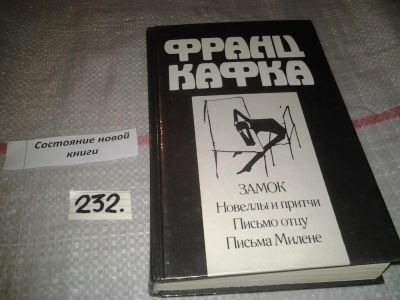 ФРАНЦ
КАФКА
ЗАМОК
Новеллы и притчи
Письмо отцу
Письма Милене
Состояние новой
книги
232.